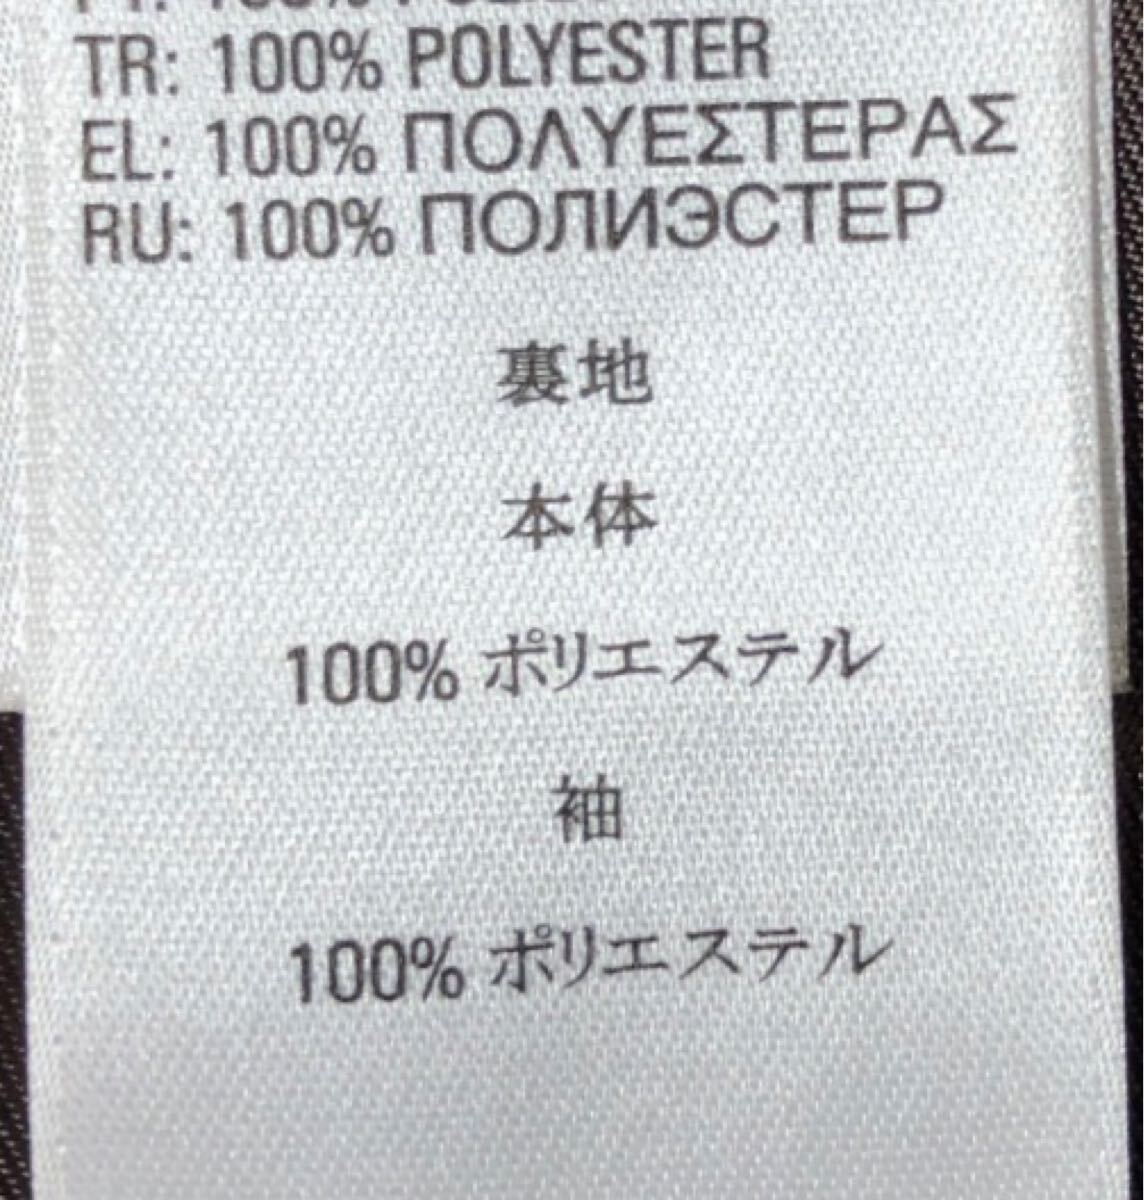 TR: 100% POLYESTER
EL: 100% ΠΟΛΥΕΣΤΕΡΑΣ
RU: 100% ПОЛИЭСТЕР
裏地
本体
100% ポリエステル
袖
100% ポリエステル